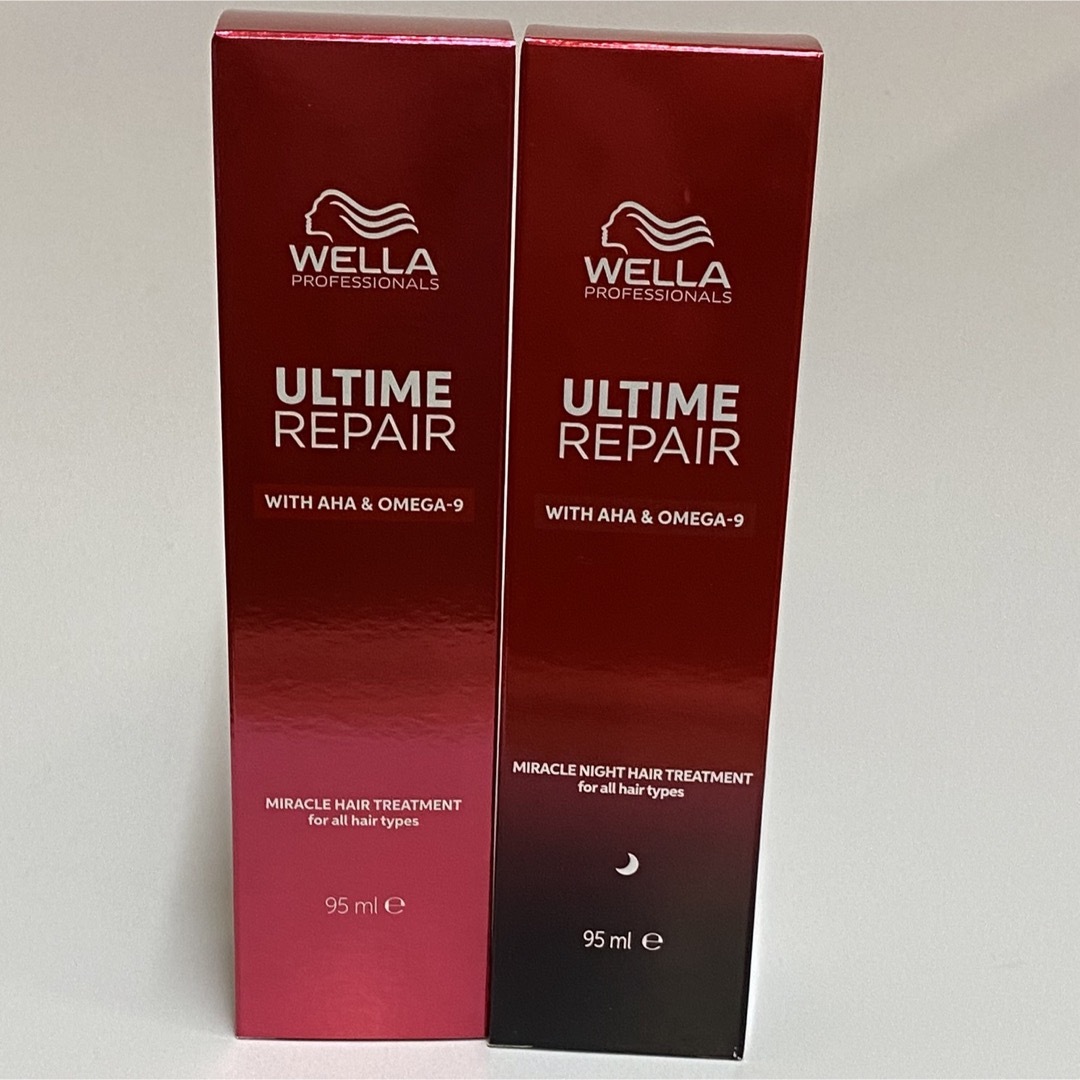 WELLA
PROFESSIONALS
ULTIME
REPAIR
WITH AHA & OMEGA-9
MIRACLE HAIR TREATMENT
for all hair types
95 ml ℮
WELLA
PROFESSIONALS
ULTIME
REPAIR
WITH AHA & OMEGA-9
MIRACLE NIGHT HAIR TREATMENT
for all hair types
95 ml ℮